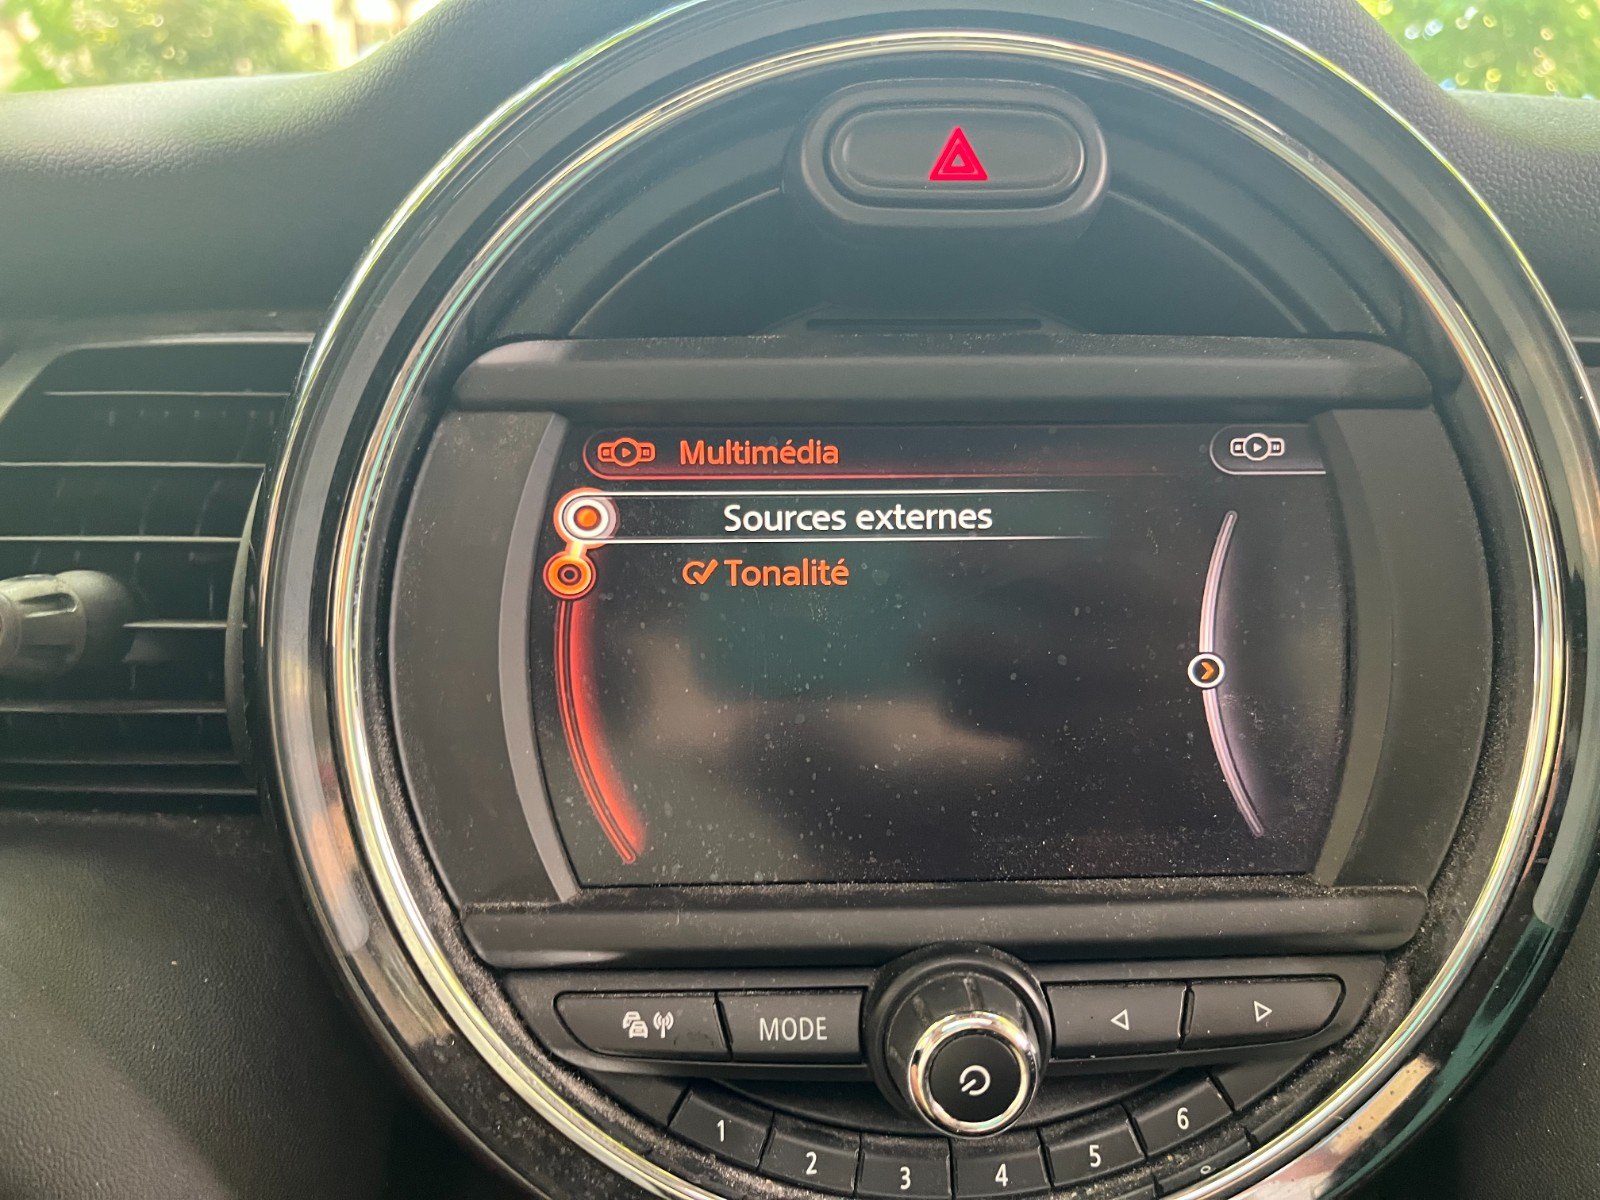 Multimédia
Sources externes
Tonalité
MODE
1
2
3
4
5
6